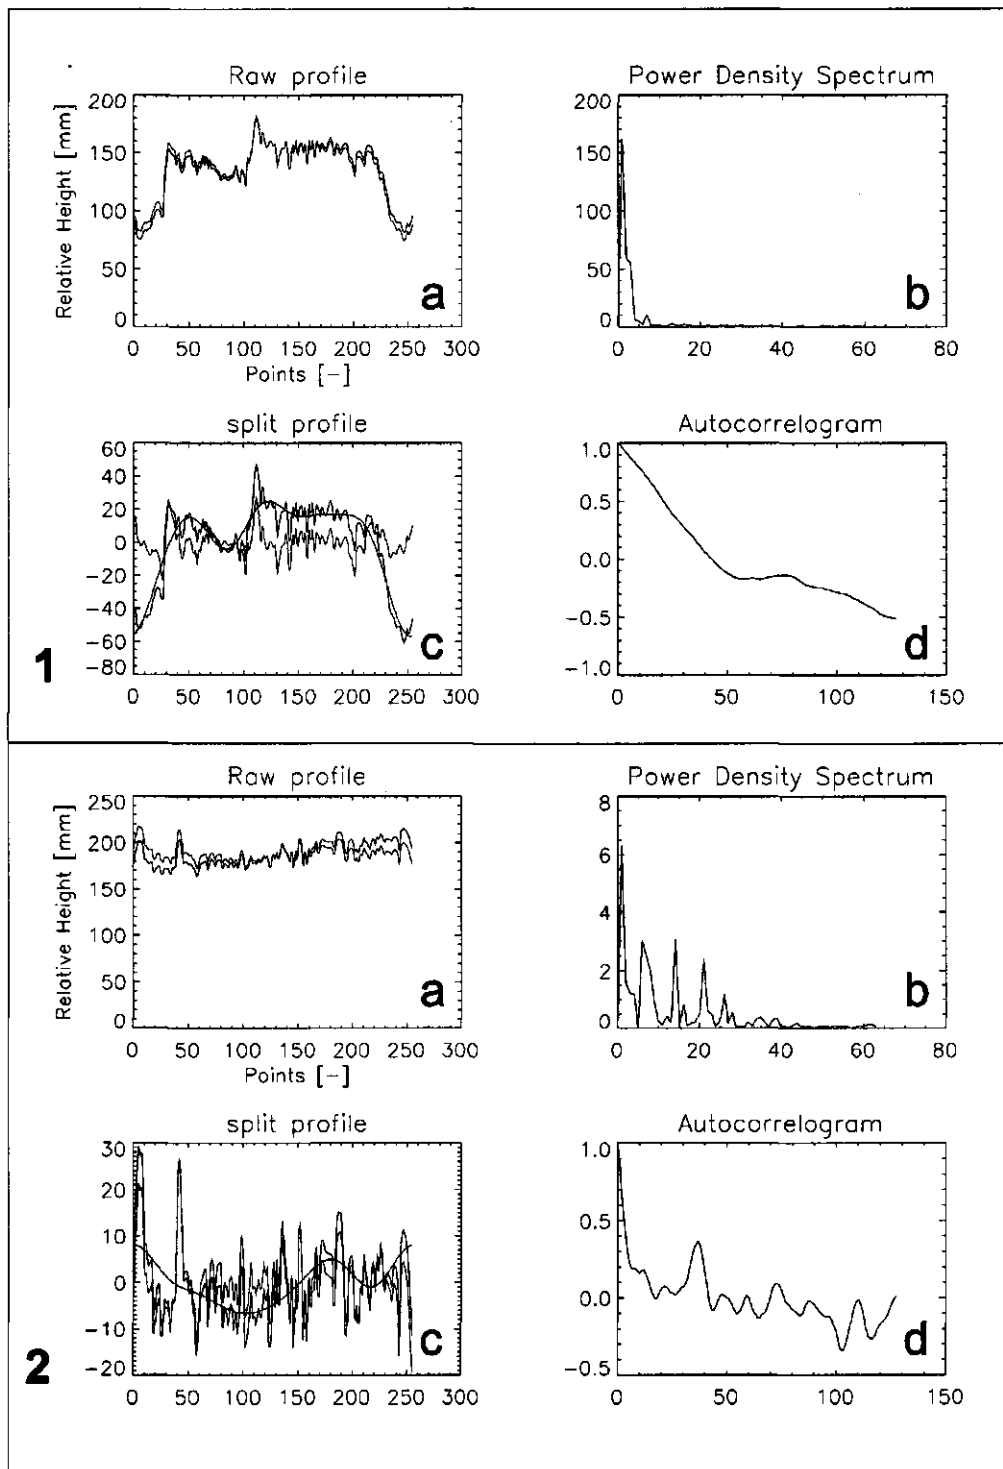 Raw profile
Power Density Spectrum
Relative Height [mm]
200
150
100
50
0
a
0 50 100 150 200 250 300
Points [-]
200
150
100
50
0
b
0 20 40 60 80
split profile
Autocorrelogram
60
40
20
0
-20
-40
-60
-80
c
0 50 100 150 200 250 300
1.0
0.5
0.0
-0.5
-1.0
d
0 50 100 150
1
Raw profile
Power Density Spectrum
Relative Height [mm]
250
200
150
100
50
0
a
0 50 100 150 200 250 300
Points [-]
8
6
4
2
0
b
0 20 40 60 80
split profile
Autocorrelogram
30
20
10
0
-10
-20
c
0 50 100 150 200 250 300
1.0
0.5
0.0
-0.5
d
0 50 100 150
2